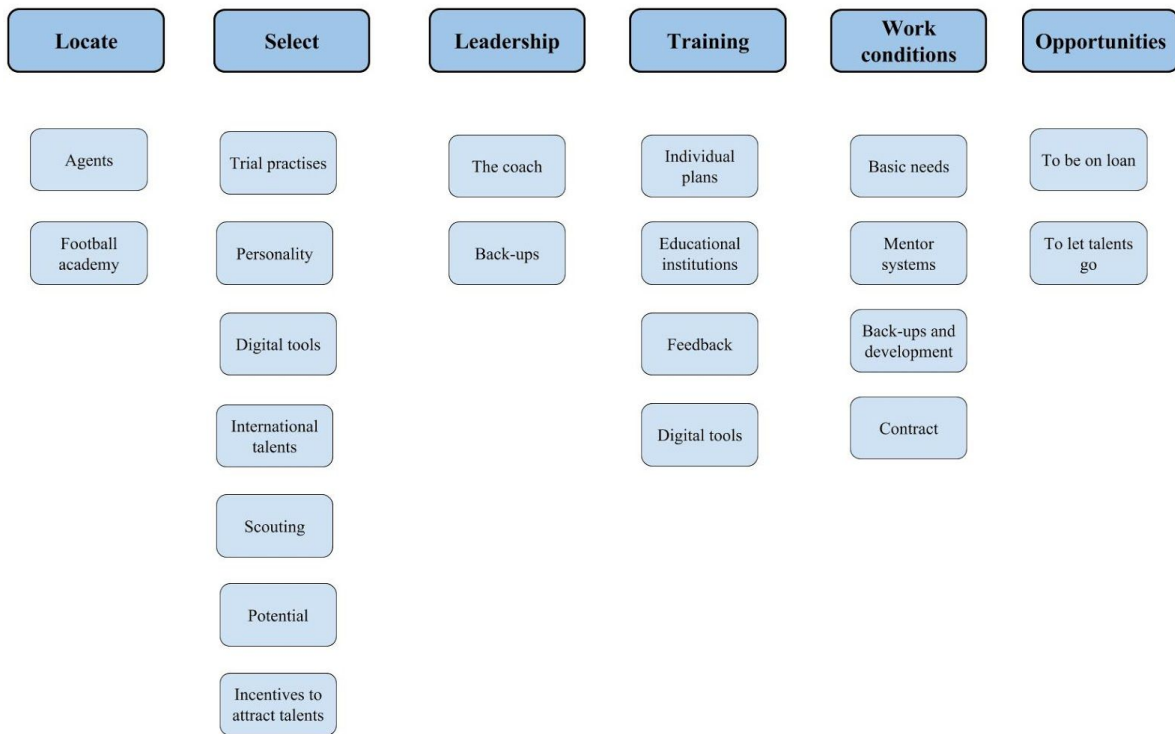 Locate
Select
Leadership
Training
Work
conditions
Opportunities
Agents
Football
academy
Trial practises
Personality
Digital tools
International
talents
Scouting
Potential
Incentives to
attract talents
The coach
Back-ups
Individual
plans
Educational
institutions
Feedback
Digital tools
Basic needs
Mentor
systems
Back-ups and
development
Contract
To be on loan
To let talents
go